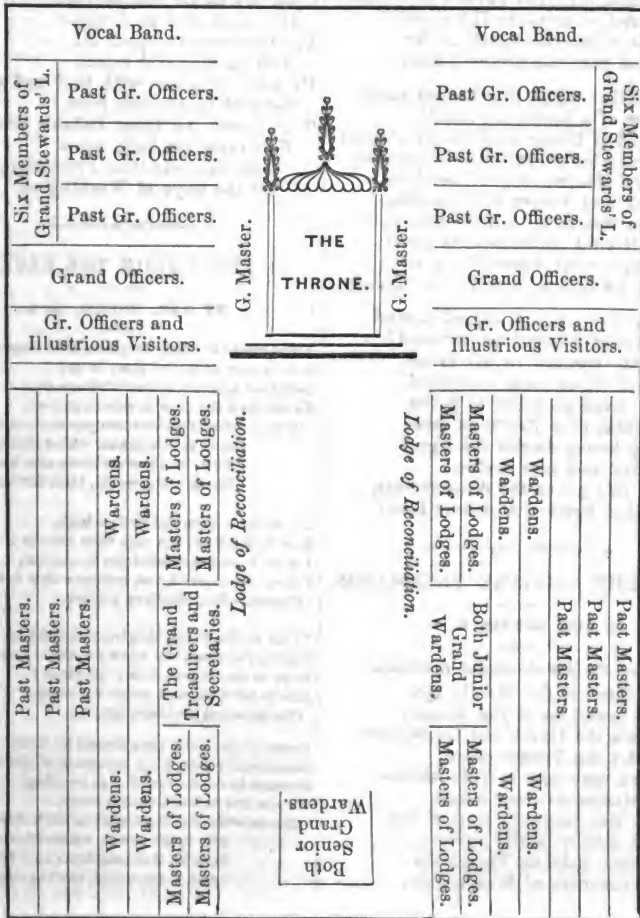 Vocal Band.
Six Members of
Grand Stewards' L.
Past Gr. Officers.
Past Gr. Officers.
Past Gr. Officers.
Grand Officers.
Gr. Officers and
Illustrious Visitors.
G. Master.
THE
THRONE.
G. Master.
Vocal Band.
Past Gr. Officers.
Past Gr. Officers.
Past Gr. Officers.
Six Members of
Grand Stewards' L.
Grand Officers.
Gr. Officers and
Illustrious Visitors.
Past Masters.
Past Masters.
Past Masters.
Wardens.
Wardens.
Wardens.
Wardens.
Masters of Lodges.
Masters of Lodges.
The Grand
Treasurers and
Secretaries.
Masters of Lodges.
Masters of Lodges.
Lodge of Reconciliation.
Both
Senior
Grand
Wardens.
Lodge of Reconciliation.
Masters of Lodges.
Masters of Lodges.
Both Junior
Grand
Wardens.
Masters of Lodges.
Masters of Lodges.
Wardens.
Wardens.
Wardens.
Wardens.
Past Masters.
Past Masters.
Past Masters.